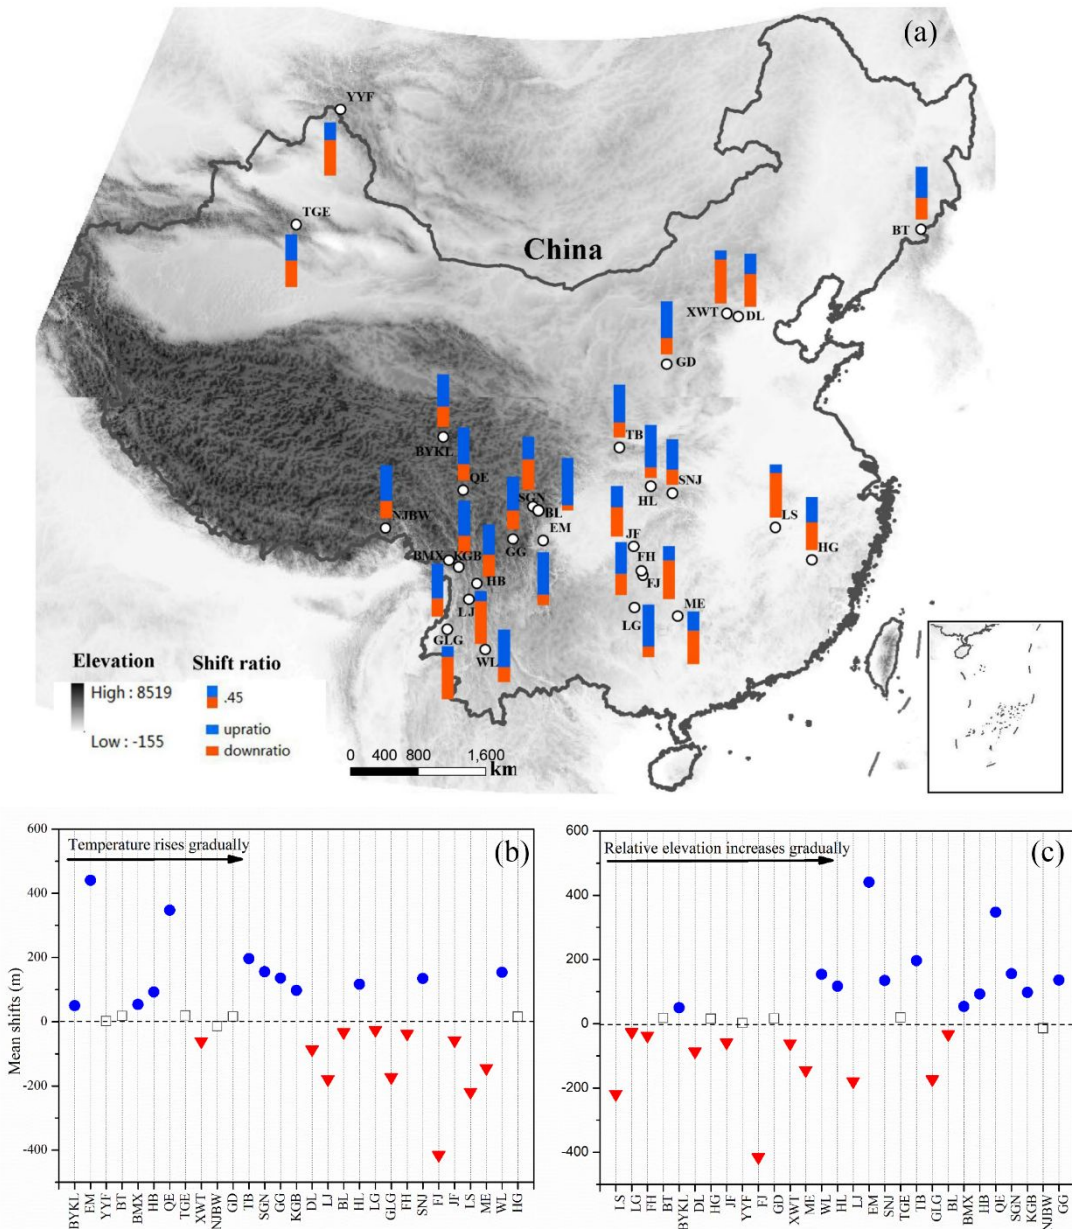 (a)
YYF
TGE
China
BT
XWT
DL
GD
BYKL
TB
QE
SGN
SNJ
HL
NJBW
BL
LS
EM
GG
JF
HG
BMX
KGB
FH
HB
FJ
LJ
LG
ME
GLG
WL
Elevation
High : 8519
Low : -155
Shift ratio
.45
upratio
downratio
0 400 800 1,600
km
(b)
Temperature rises gradually
Mean shifts (m)
600
400
200
0
-200
-400
BYKL
EM
YYF
BT
BMX
HB
QE
TGE
XWT
NJBW
GD
TB
SGN
GG
KGB
DL
LJ
BL
HL
LG
GLG
FH
SNJ
FJ
JF
LS
ME
WL
HG
(c)
Relative elevation increases gradually
600
400
200
0
-200
-400
LS
LG
FH
BT
BYKL
DL
HG
JF
YYF
FJ
GD
XWT
ME
WL
HL
LJ
EM
SNJ
TGE
TB
GLG
BL
BMX
HB
QE
SGN
KGB
NJBW
GG